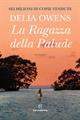 SEI MILIONI DI COPIE VENDUTE
DELIA OWENS
La Ragazza
della Palude